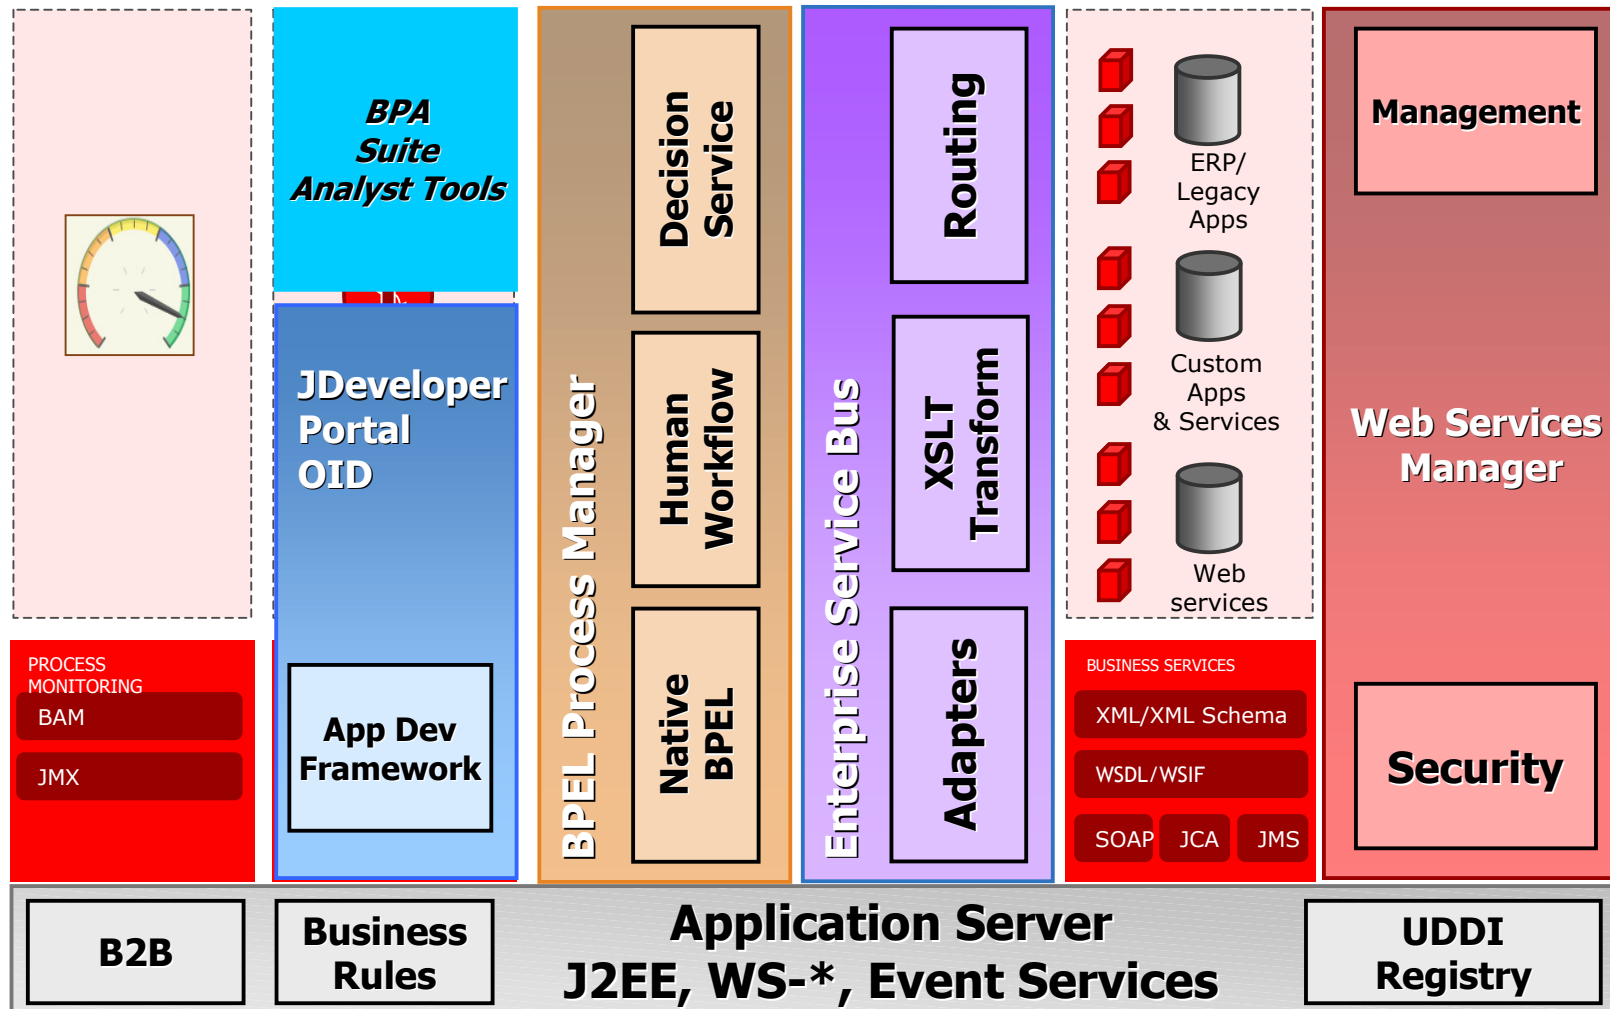 BPA
Suite
Analyst Tools
JDeveloper
Portal
OID
App Dev
Framework
PROCESS
MONITORING
BAM
JMX
BPEL Process Manager
Decision
Service
Human
Workflow
Native
BPEL
Enterprise Service Bus
Routing
XSLT
Transform
Adapters
ERP/
Legacy
Apps
Custom
Apps
& Services
Web
services
BUSINESS SERVICES
XML/XML Schema
WSDL/WSIF
SOAP
JCA
JMS
Management
Web Services
Manager
Security
B2B
Business
Rules
Application Server
J2EE, WS-*, Event Services
UDDI
Registry